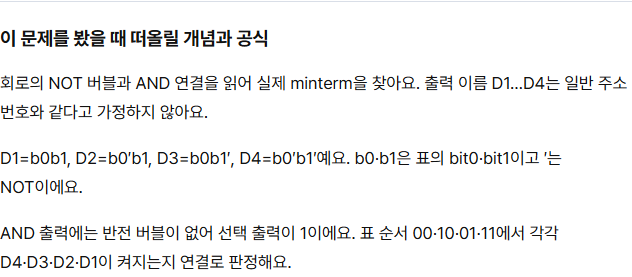 이 문제를 봤을 때 떠올릴 개념과 공식
회로의 NOT 버블과 AND 연결을 읽어 실제 minterm을 찾아요. 출력 이름 D1…D4는 일반 주소
번호와 같다고 가정하지 않아요.
D1=b0b1, D2=b0′b1, D3=b0b1′, D4=b0′b1′예요. b0·b1은 표의 bit0·bit1이고 ′는
NOT이에요.
AND 출력에는 반전 버블이 없어 선택 출력이 1이에요. 표 순서 00·10·01·11에서 각각
D4·D3·D2·D1이 켜지는지 연결로 판정해요.